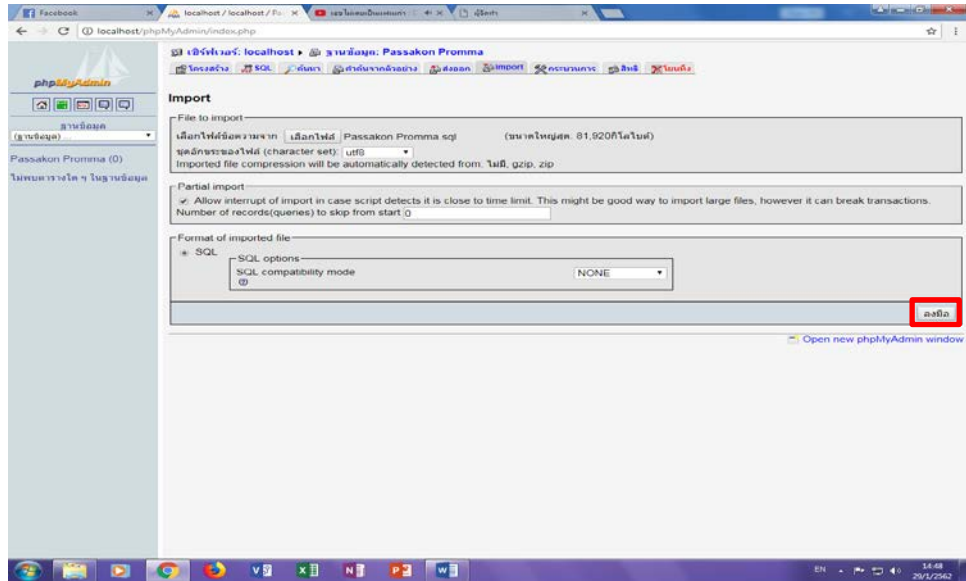 Facebook
localhost / localhost / Pa
localhost/phpMyAdmin/index.php
phpMyAdmin
ฐานข้อมูล
(ฐานข้อมูล) ...
Passakon Promma (0)
ไม่พบตารางใด ๆ ในฐานข้อมูล
เซิร์ฟเวอร์: localhost ▸ ฐานข้อมูล: Passakon Promma
โครงสร้าง SQL ค้นหา คำค้นจากตัวอย่าง ส่งออก Import กระบวนการ สิทธิ โยนทิ้ง
Import
File to import
เลือกไฟล์ข้อความจาก เลือกไฟล์ Passakon Promma.sql (ขนาดใหญ่สุด: 81,920กิโลไบต์)
ชุดอักขระของไฟล์ (character set): utf8
Imported file compression will be automatically detected from: ไม่มี, gzip, zip
Partial import
Allow interrupt of import in case script detects it is close to time limit. This might be good way to import large files, however it can break transactions.
Number of records(queries) to skip from start 0
Format of imported file
SQL
SQL options
SQL compatibility mode NONE
ลงมือ
Open new phpMyAdmin window
EN
14:48
29/1/2562